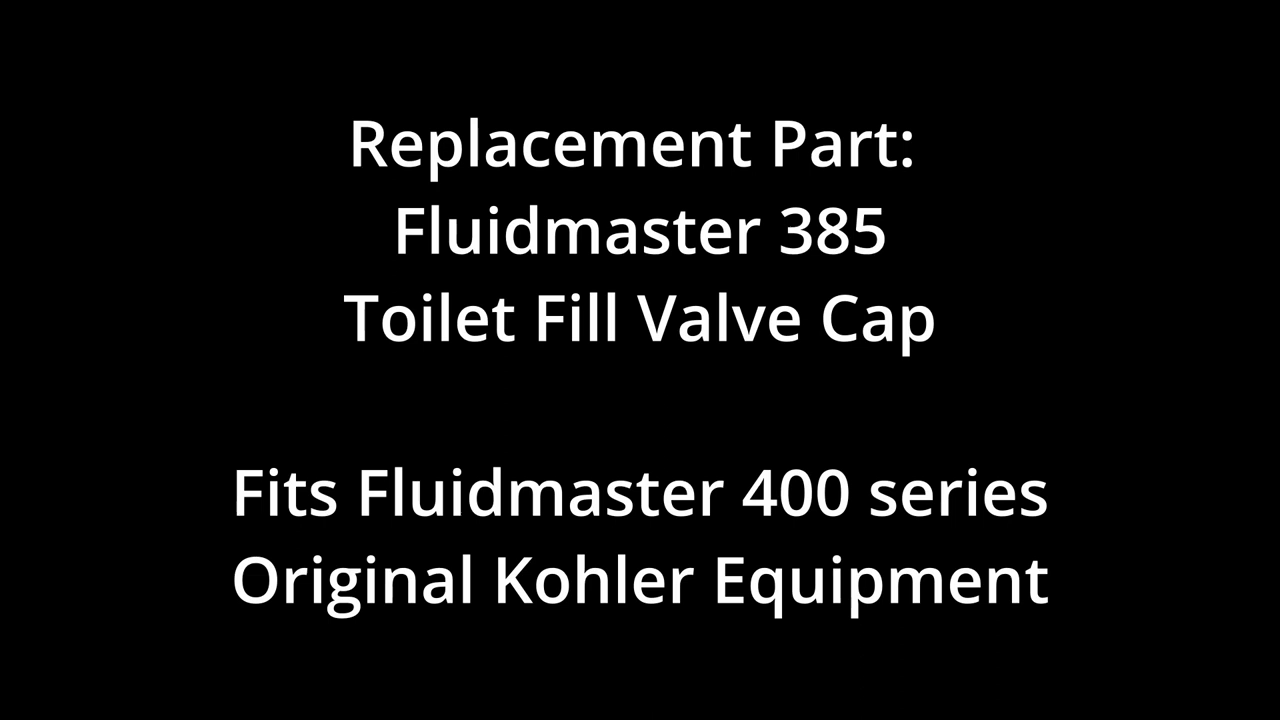 Replacement Part:
Fluidmaster 385
Toilet Fill Valve Cap
Fits Fluidmaster 400 series
Original Kohler Equipment